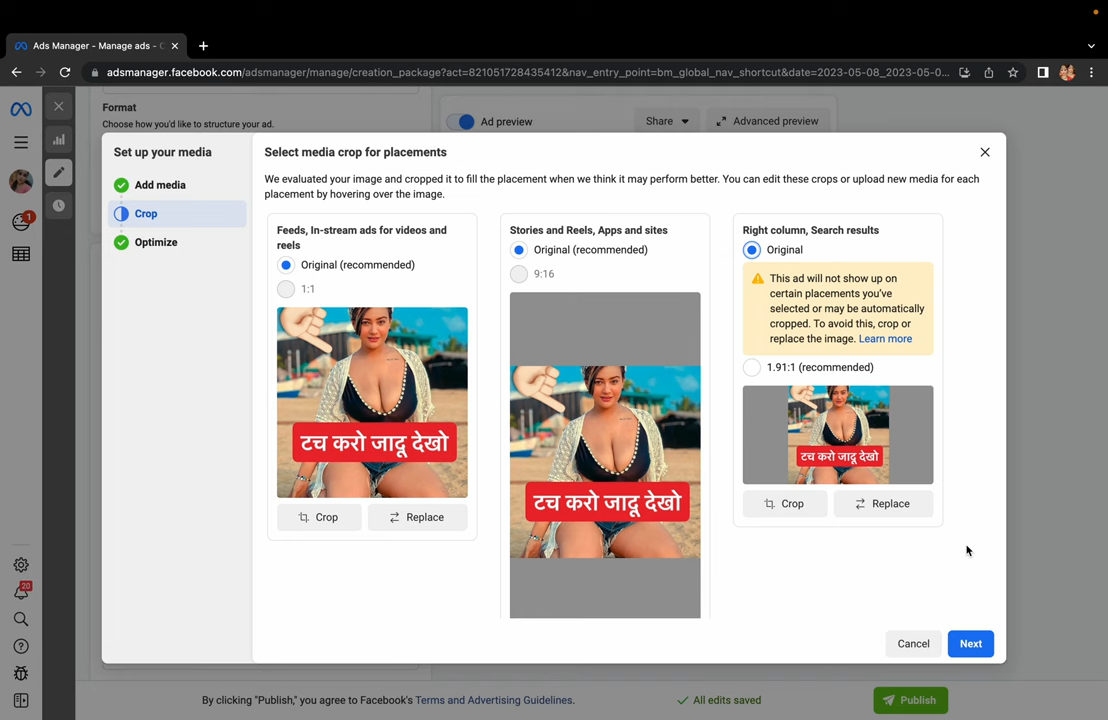 Ads Manager - Manage ads - C
adsmanager.facebook.com/adsmanager/manage/creation_package?act=821051728435412&nav_entry_point=bm_global_nav_shortcut&date=2023-05-08_2023-05-0...
Format
Choose how you'd like to structure your ad.
Ad preview
Share
Advanced preview
Set up your media
Add media
Crop
Optimize
1
20
Select media crop for placements
We evaluated your image and cropped it to fill the placement when we think it may perform better. You can edit these crops or upload new media for each
placement by hovering over the image.
Feeds, In-stream ads for videos and
reels
Original (recommended)
1:1
टच करो जादू देखो
Crop
Replace
Stories and Reels, Apps and sites
Original (recommended)
9:16
टच करो जादू देखो
Right column, Search results
Original
This ad will not show up on
certain placements you've
selected or may be automatically
cropped. To avoid this, crop or
replace the image. Learn more
1.91:1 (recommended)
टच करो जादू देखो
Crop
Replace
Cancel
Next
By clicking "Publish," you agree to Facebook's Terms and Advertising Guidelines.
All edits saved
Publish